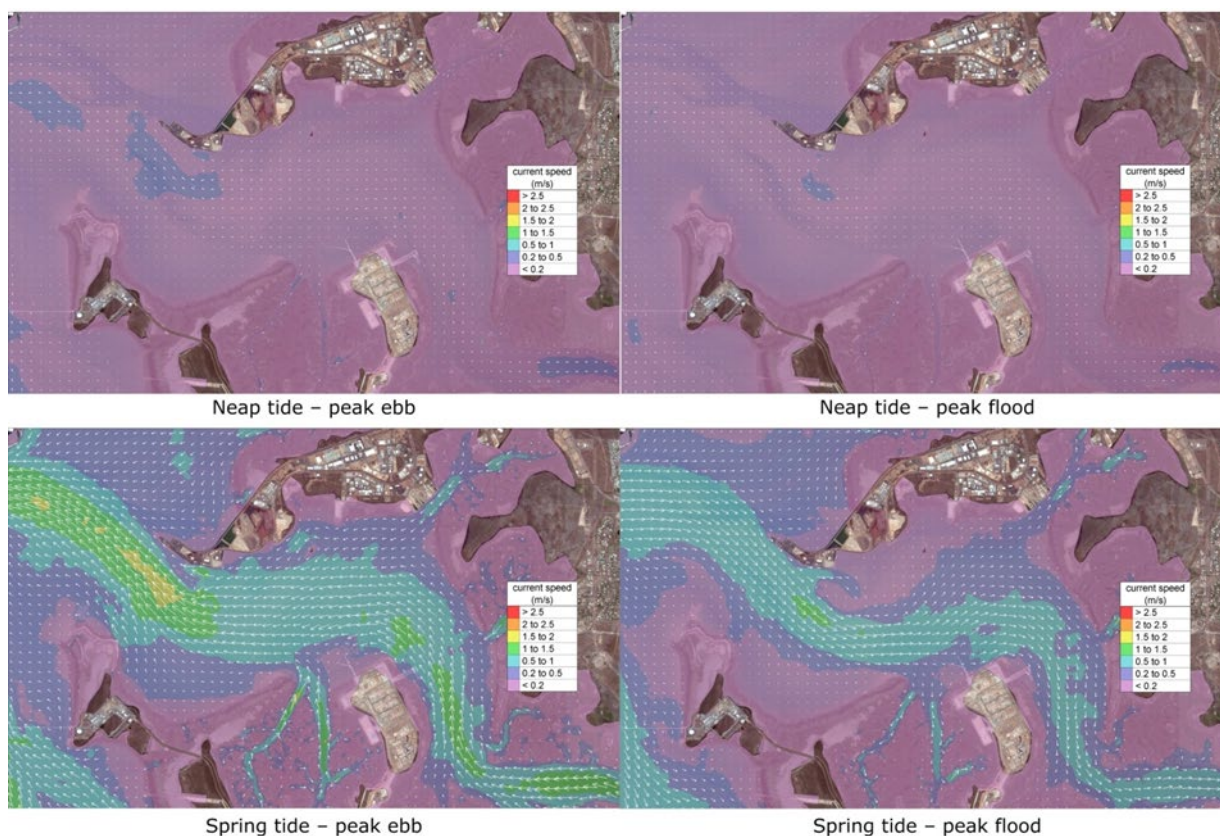 current speed
(m/s)
> 2.5
2 to 2.5
1.5 to 2
1 to 1.5
0.5 to 1
0.2 to 0.5
< 0.2
current speed
(m/s)
> 2.5
2 to 2.5
1.5 to 2
1 to 1.5
0.5 to 1
0.2 to 0.5
< 0.2
Neap tide – peak ebb
Neap tide – peak flood
current speed
(m/s)
> 2.5
2 to 2.5
1.5 to 2
1 to 1.5
0.5 to 1
0.2 to 0.5
< 0.2
current speed
(m/s)
> 2.5
2 to 2.5
1.5 to 2
1 to 1.5
0.5 to 1
0.2 to 0.5
< 0.2
Spring tide – peak ebb
Spring tide – peak flood